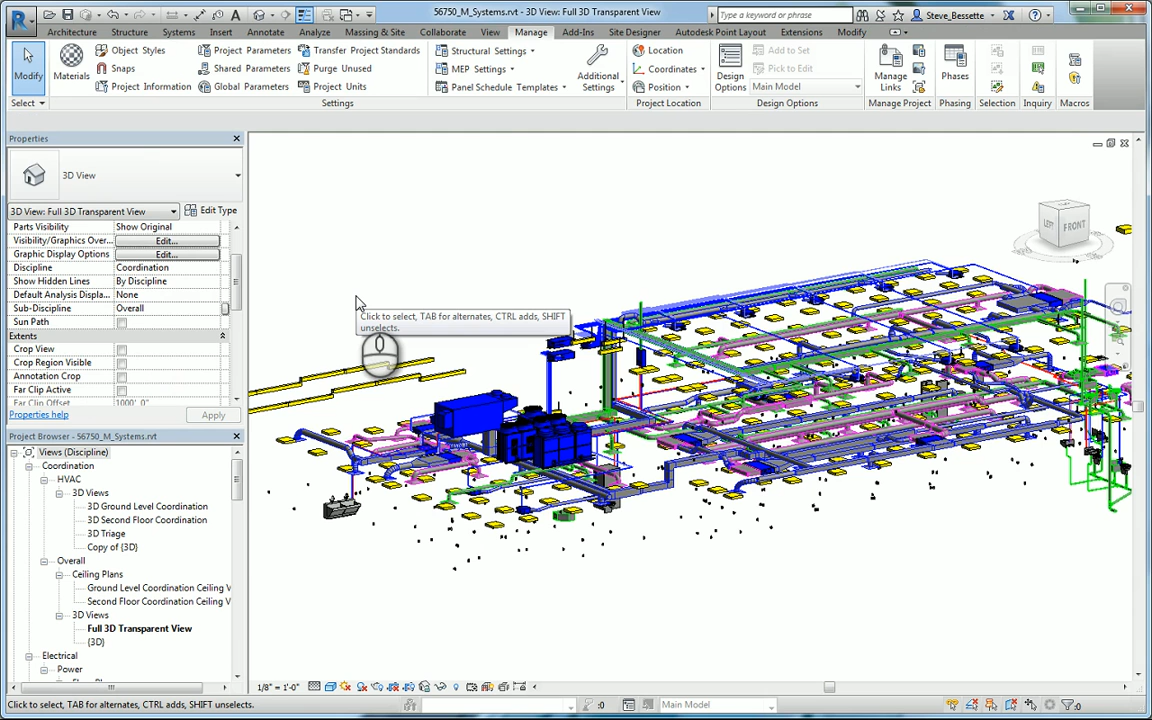 56750_M_Systems.rvt - 3D View: Full 3D Transparent View
Type a keyword or phrase
Steve_Bessette
Architecture Structure Systems Insert Annotate Analyze Massing & Site Collaborate View Manage Add-Ins Site Designer Autodesk Point Layout Extensions Modify
Modify
Materials
Object Styles
Snaps
Project Information
Project Parameters
Shared Parameters
Global Parameters
Transfer Project Standards
Purge Unused
Project Units
Structural Settings
MEP Settings
Panel Schedule Templates
Additional
Settings
Location
Coordinates
Position
Design
Options
Add to Set
Pick to Edit
Main Model
Manage
Links
Phases
Select
Settings
Project Location
Design Options
Manage Project
Phasing
Selection
Inquiry
Macros
Properties
3D View
3D View: Full 3D Transparent View
Edit Type
Parts Visibility Show Original
Visibility/Graphics Over... Edit...
Graphic Display Options Edit...
Discipline Coordination
Show Hidden Lines By Discipline
Default Analysis Displa... None
Sub-Discipline Overall
Sun Path
Extents
Crop View
Crop Region Visible
Annotation Crop
Far Clip Active
Far Clip Offset 1000' 0"
Properties help
Apply
Project Browser - 56750_M_Systems.rvt
Views (Discipline)
Coordination
HVAC
3D Views
3D Ground Level Coordination
3D Second Floor Coordination
3D Triage
Copy of {3D}
Overall
Ceiling Plans
Ground Level Coordination Ceiling V
Second Floor Coordination Ceiling V
3D Views
Full 3D Transparent View
{3D}
Electrical
Power
Click to select, TAB for alternates, CTRL adds, SHIFT
unselects.
LEFT
FRONT
1/8" = 1'-0"
Click to select, TAB for alternates, CTRL adds, SHIFT unselects.
:0
Main Model
:0